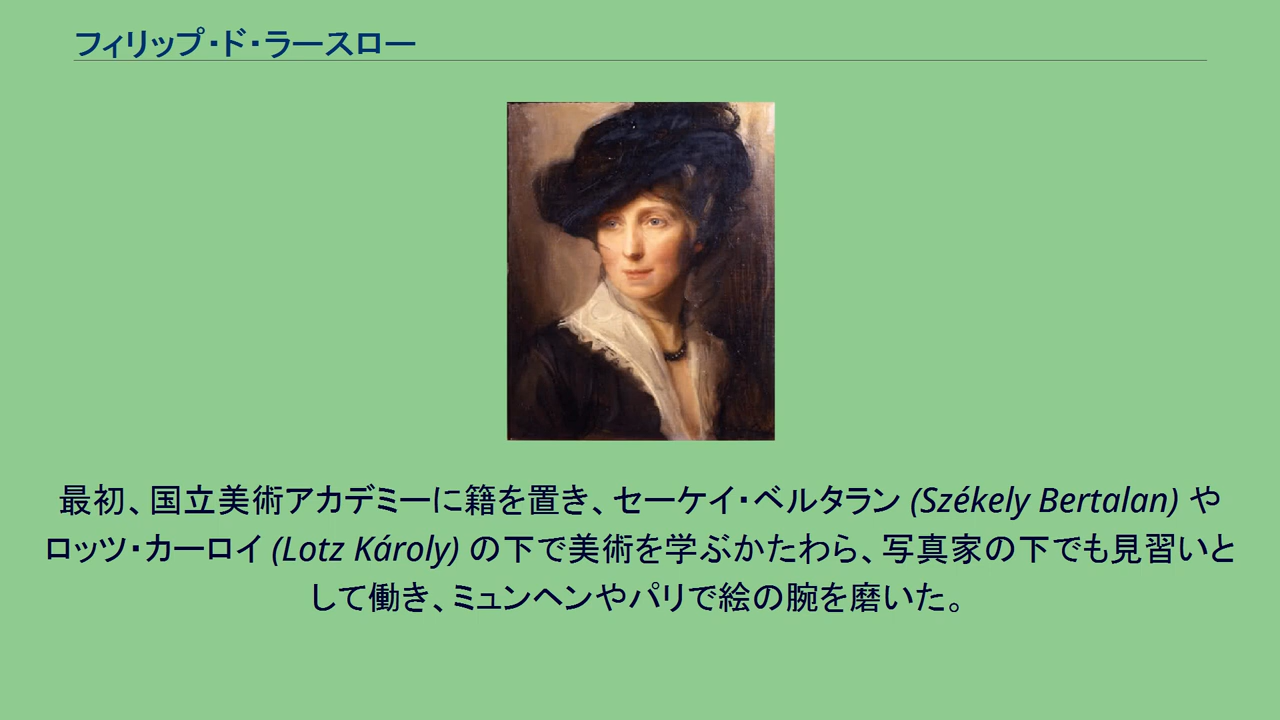 フィリップ・ド・ラースロー
最初、国立美術アカデミーに籍を置き、セーケイ・ベルタラン (Székely Bertalan) や
ロッツ・カーロイ (Lotz Károly) の下で美術を学ぶかたわら、写真家の下でも見習いと
して働き、ミュンヘンやパリで絵の腕を磨いた。